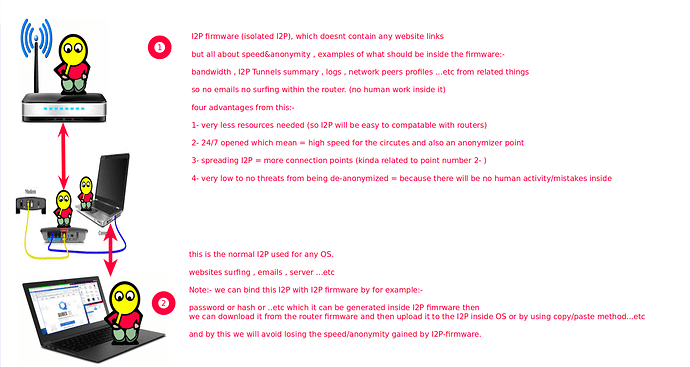 1
I2P firmware (isolated I2P), which doesnt contain any website links
but all about speed&anonymity , examples of what should be inside the firmware:-
bandwidth , I2P Tunnels summary , logs , network peers profiles ...etc from related things
so no emails no surfing within the router. (no human work inside it)
four advantages from this:-
1- very less resources needed (so I2P will be easy to compatable with routers)
2- 24/7 opened which mean = high speed for the circutes and also an anonymizer point
3- spreading I2P = more connection points (kinda related to point number 2- )
4- very low to no threats from being de-anonymized = because there will be no human activity/mistakes inside
Modem
this is the normal I2P used for any OS,
websites surfing , emails , server ...etc
Note:- we can bind this I2P with I2P firmware by for example:-
2
password or hash or ..etc which it can be generated inside I2P fimrware then
we can download it from the router firmware and then upload it to the I2P inside OS or by using copy/paste method...etc
and by this we will avoid losing the speed/anonymity gained by I2P-firmware.